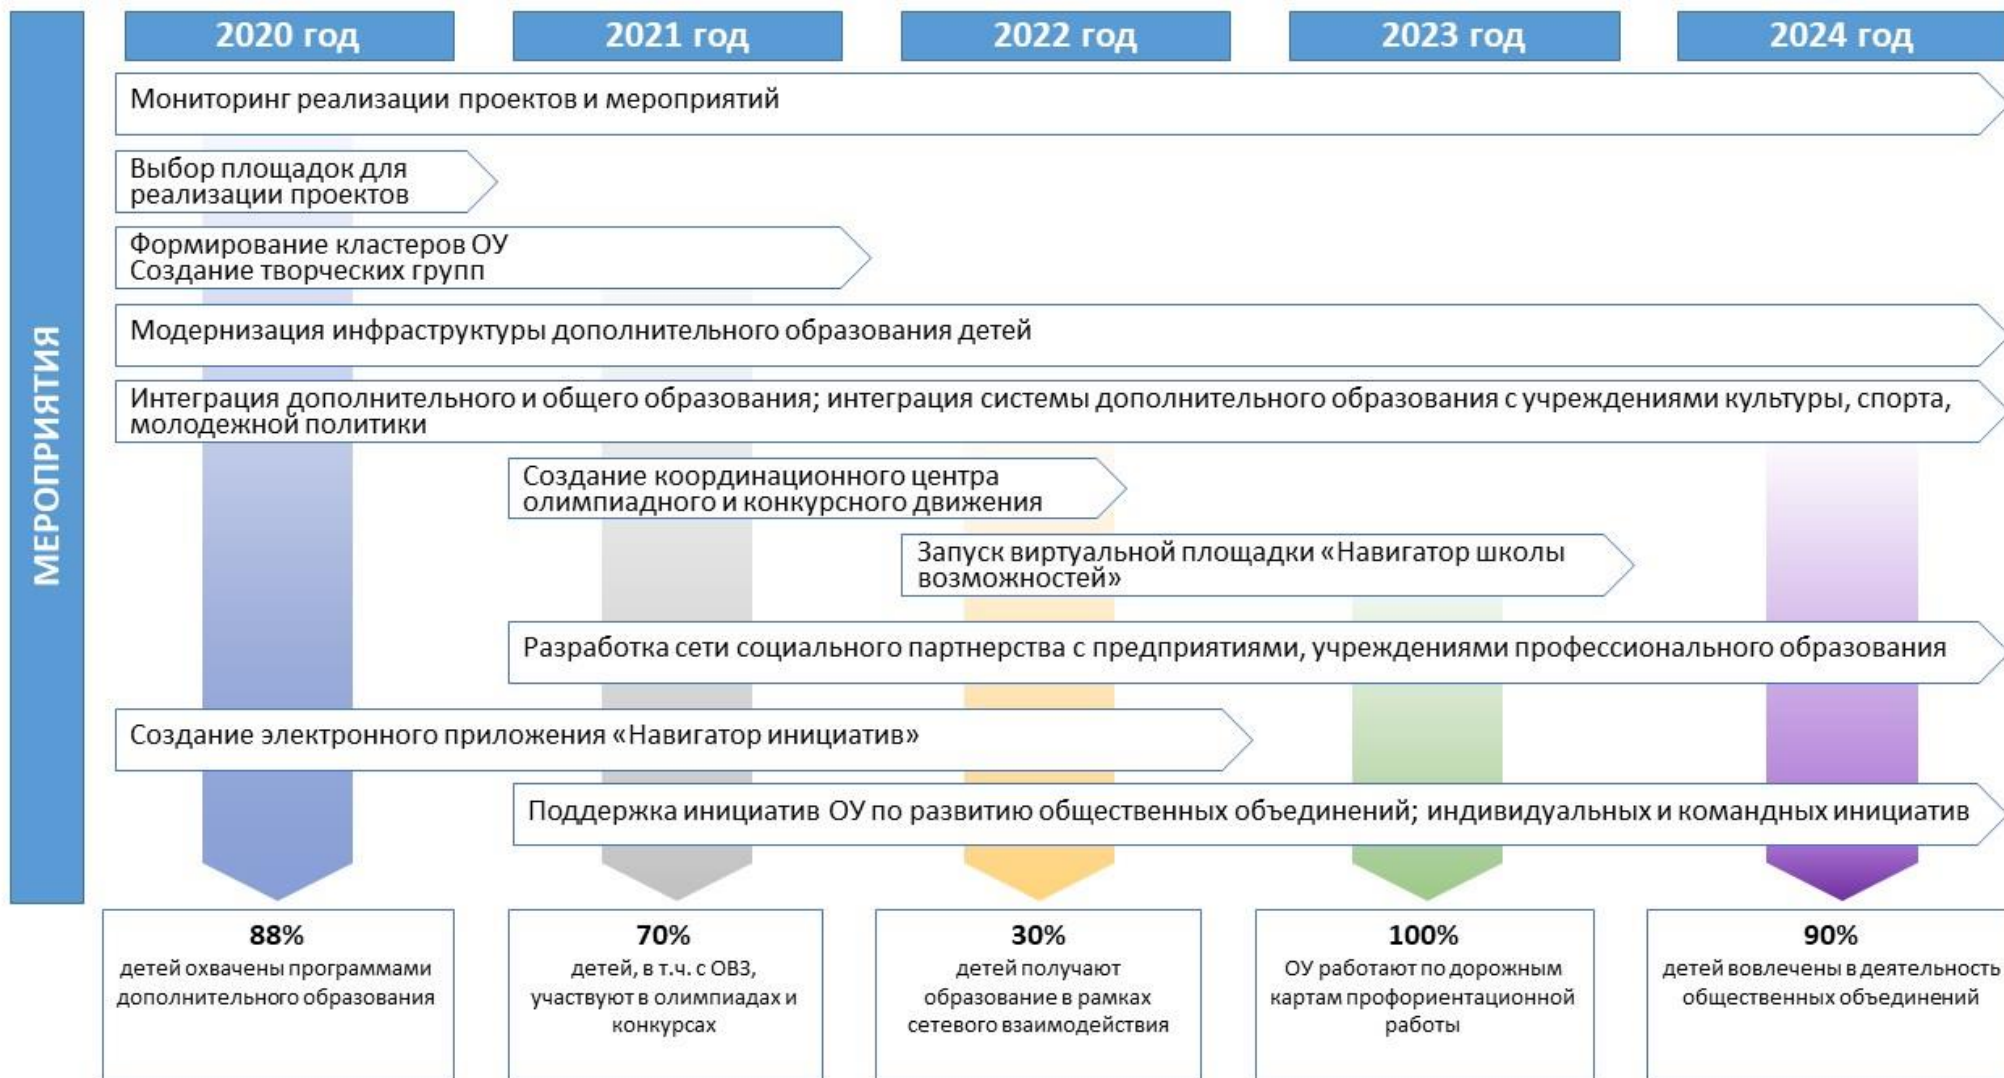 2020 год
2021 год
2022 год
2023 год
2024 год
МЕРОПРИЯТИЯ
Мониторинг реализации проектов и мероприятий
Выбор площадок для
реализации проектов
Формирование кластеров ОУ
Создание творческих групп
Модернизация инфраструктуры дополнительного образования детей
Интеграция дополнительного и общего образования; интеграция системы дополнительного образования с учреждениями культуры, спорта,
молодежной политики
Создание координационного центра
олимпиадного и конкурсного движения
Запуск виртуальной площадки «Навигатор школы
возможностей»
Разработка сети социального партнерства с предприятиями, учреждениями профессионального образования
Создание электронного приложения «Навигатор инициатив»
Поддержка инициатив ОУ по развитию общественных объединений; индивидуальных и командных инициатив
88%
детей охвачены программами
дополнительного образования
70%
детей, в т.ч. с ОВЗ,
участвуют в олимпиадах и
конкурсах
30%
детей получают
образование в рамках
сетевого взаимодействия
100%
ОУ работают по дорожным
картам профориентационной
работы
90%
детей вовлечены в деятельность
общественных объединений